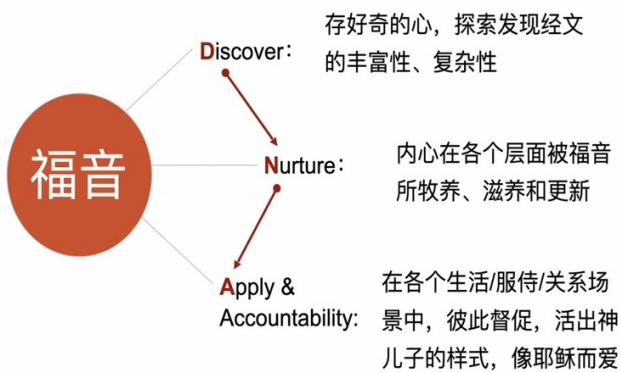 福音
Discover：
存好奇的心，探索发现经文
的丰富性、复杂性
Nurture：
内心在各个层面被福音
所牧养、滋养和更新
Apply &
Accountability:
在各个生活/服侍/关系场
景中，彼此督促，活出神
儿子的样式，像耶稣而爱